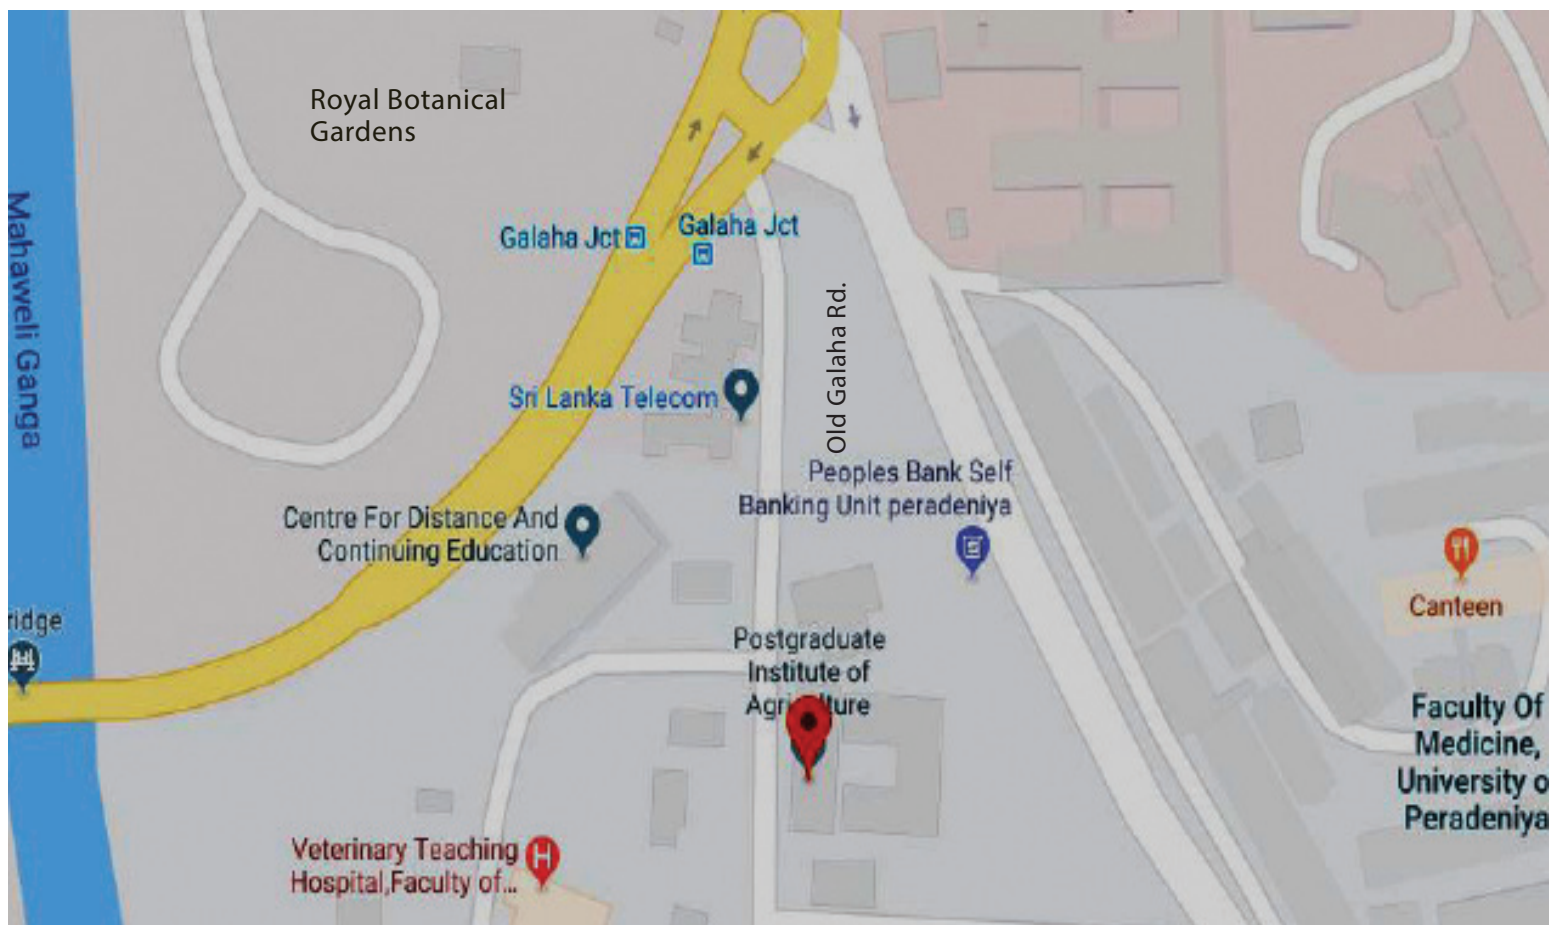 Royal Botanical
Gardens
Mahaweli Ganga
Galaha Jct
Galaha Jct
Old Galaha Rd.
Sri Lanka Telecom
Peoples Bank Self
Banking Unit peradeniya
Centre For Distance And
Continuing Education
Canteen
ridge
Postgraduate
Institute of
Agri ture
Faculty Of
Medicine,
University o
Peradeniya
Veterinary Teaching
Hospital,Faculty of...
H